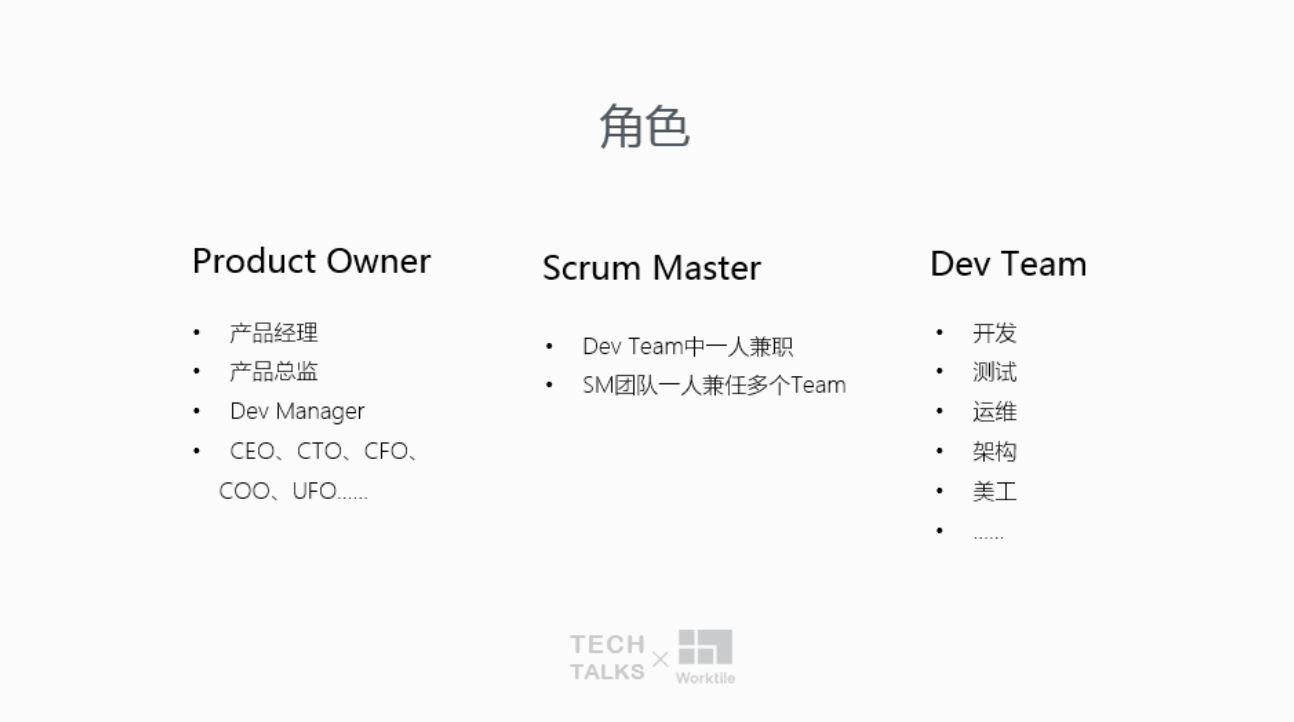 角色
Product Owner
• 产品经理
• 产品总监
• Dev Manager
• CEO、CTO、CFO、
COO、UFO......
Scrum Master
• Dev Team中一人兼职
• SM团队一人兼任多个Team
Dev Team
• 开发
• 测试
• 运维
• 架构
• 美工
• ......
TECH
TALKS
×
Worktile